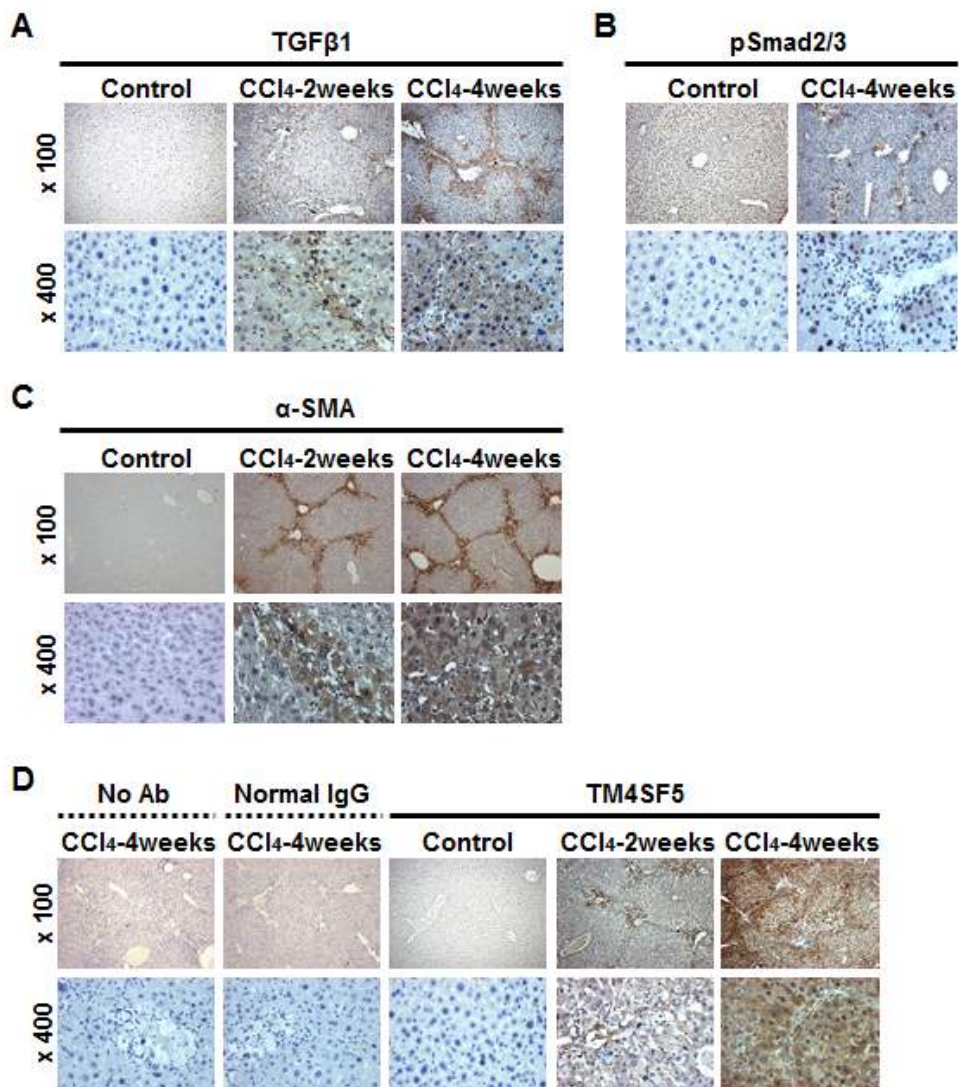 A
TGFβ1
Control CCl4-2weeks CCl4-4weeks
x 100
x 400
B
pSmad2/3
Control CCl4-4weeks
C
α-SMA
Control CCl4-2weeks CCl4-4weeks
x 100
x 400
D
No Ab Normal IgG TM4SF5
CCl4-4weeks CCl4-4weeks Control CCl4-2weeks CCl4-4weeks
x 100
x 400